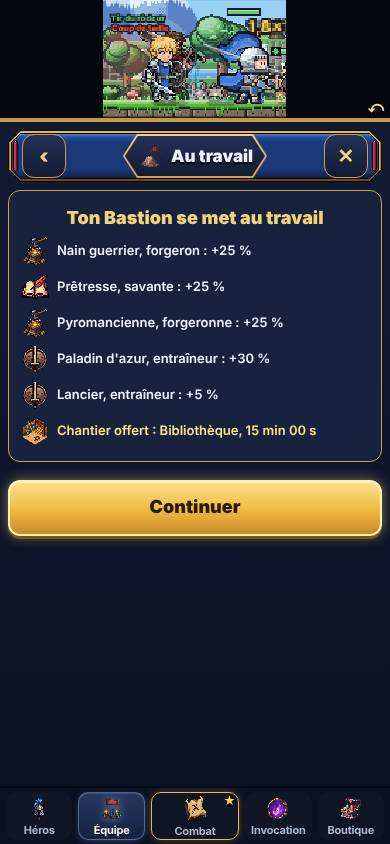 Au travail
Ton Bastion se met au travail
Nain guerrier, forgeron : +25 %
Prêtresse, savante : +25 %
Pyromancienne, forgeronne : +25 %
Paladin d'azur, entraîneur : +30 %
Lancier, entraîneur : +5 %
Chantier offert : Bibliothèque, 15 min 00 s
Continuer
Héros
Équipe
Combat
Invocation
Boutique